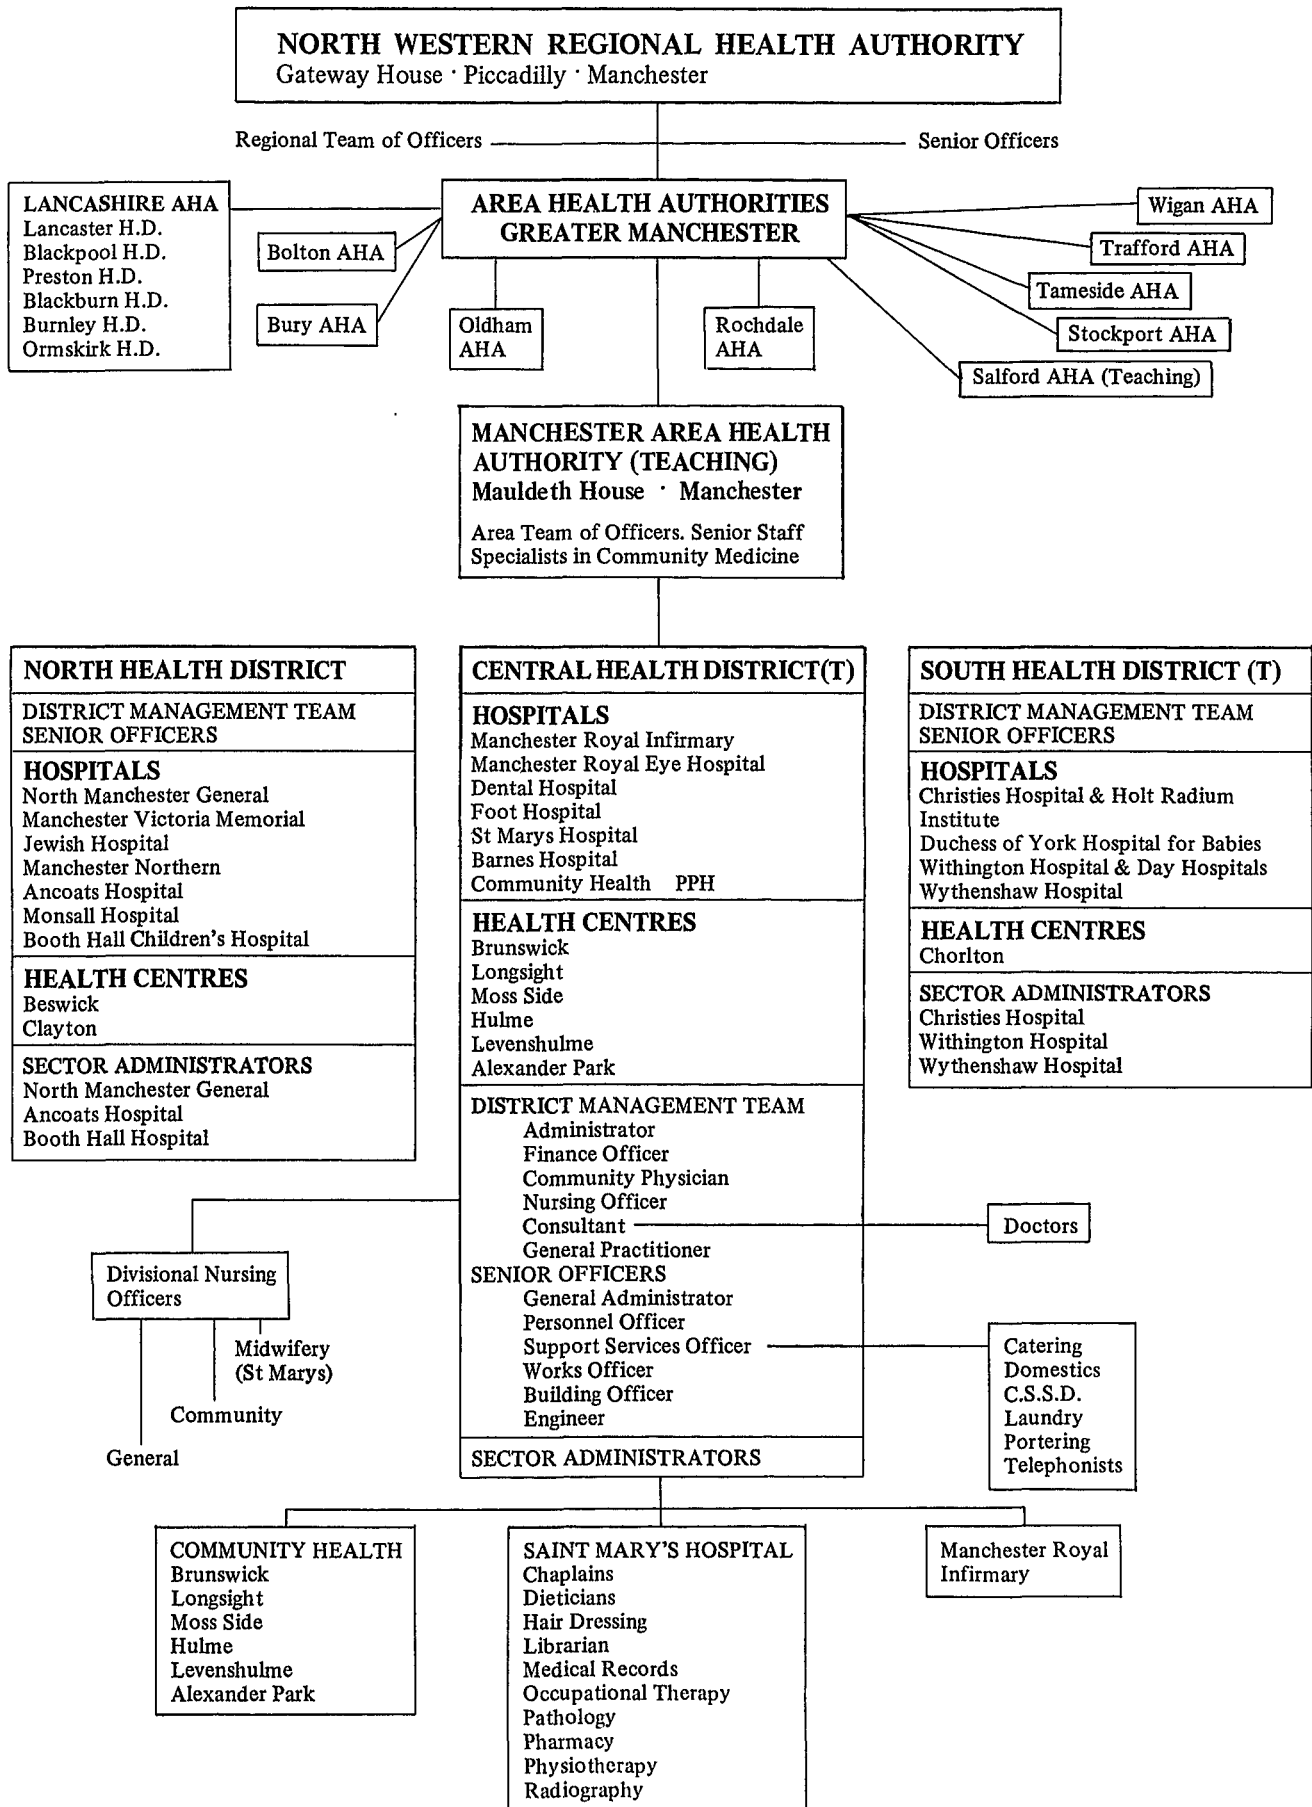 NORTH WESTERN REGIONAL HEALTH AUTHORITY
Gateway House · Piccadilly · Manchester
Regional Team of Officers
Senior Officers
LANCASHIRE AHA
Lancaster H.D.
Blackpool H.D.
Preston H.D.
Blackburn H.D.
Burnley H.D.
Ormskirk H.D.
Bolton AHA
Bury AHA
AREA HEALTH AUTHORITIES
GREATER MANCHESTER
Oldham
AHA
Rochdale
AHA
Wigan AHA
Trafford AHA
Tameside AHA
Stockport AHA
Salford AHA (Teaching)
MANCHESTER AREA HEALTH
AUTHORITY (TEACHING)
Mauldeth House · Manchester
Area Team of Officers. Senior Staff
Specialists in Community Medicine
NORTH HEALTH DISTRICT
DISTRICT MANAGEMENT TEAM
SENIOR OFFICERS
HOSPITALS
North Manchester General
Manchester Victoria Memorial
Jewish Hospital
Manchester Northern
Ancoats Hospital
Monsall Hospital
Booth Hall Children's Hospital
HEALTH CENTRES
Beswick
Clayton
SECTOR ADMINISTRATORS
North Manchester General
Ancoats Hospital
Booth Hall Hospital
CENTRAL HEALTH DISTRICT(T)
HOSPITALS
Manchester Royal Infirmary
Manchester Royal Eye Hospital
Dental Hospital
Foot Hospital
St Marys Hospital
Barnes Hospital
Community Health PPH
HEALTH CENTRES
Brunswick
Longsight
Moss Side
Hulme
Levenshulme
Alexander Park
DISTRICT MANAGEMENT TEAM
Administrator
Finance Officer
Community Physician
Nursing Officer
Consultant
General Practitioner
SENIOR OFFICERS
General Administrator
Personnel Officer
Support Services Officer
Works Officer
Building Officer
Engineer
SECTOR ADMINISTRATORS
SOUTH HEALTH DISTRICT (T)
DISTRICT MANAGEMENT TEAM
SENIOR OFFICERS
HOSPITALS
Christies Hospital & Holt Radium
Institute
Duchess of York Hospital for Babies
Withington Hospital & Day Hospitals
Wythenshaw Hospital
HEALTH CENTRES
Chorlton
SECTOR ADMINISTRATORS
Christies Hospital
Withington Hospital
Wythenshaw Hospital
Divisional Nursing
Officers
Midwifery
(St Marys)
Community
General
Doctors
Catering
Domestics
C.S.S.D.
Laundry
Portering
Telephonists
COMMUNITY HEALTH
Brunswick
Longsight
Moss Side
Hulme
Levenshulme
Alexander Park
SAINT MARY'S HOSPITAL
Chaplains
Dieticians
Hair Dressing
Librarian
Medical Records
Occupational Therapy
Pathology
Pharmacy
Physiotherapy
Radiography
Manchester Royal
Infirmary